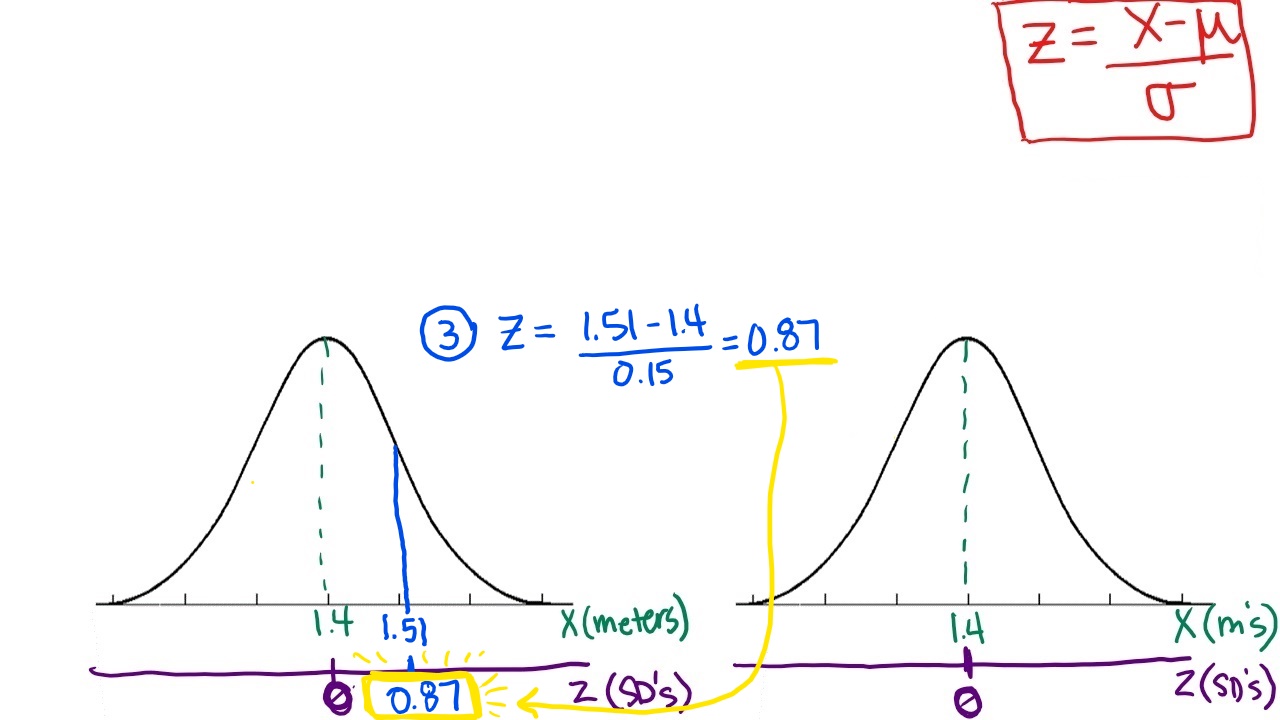 Z = X - μ
σ
③ Z = 1.51 - 1.4 = 0.87
0.15
1.4 1.51 X (meters)
0 0.87 Z (SD's)
1.4 X (m's)
0 Z (SD's)